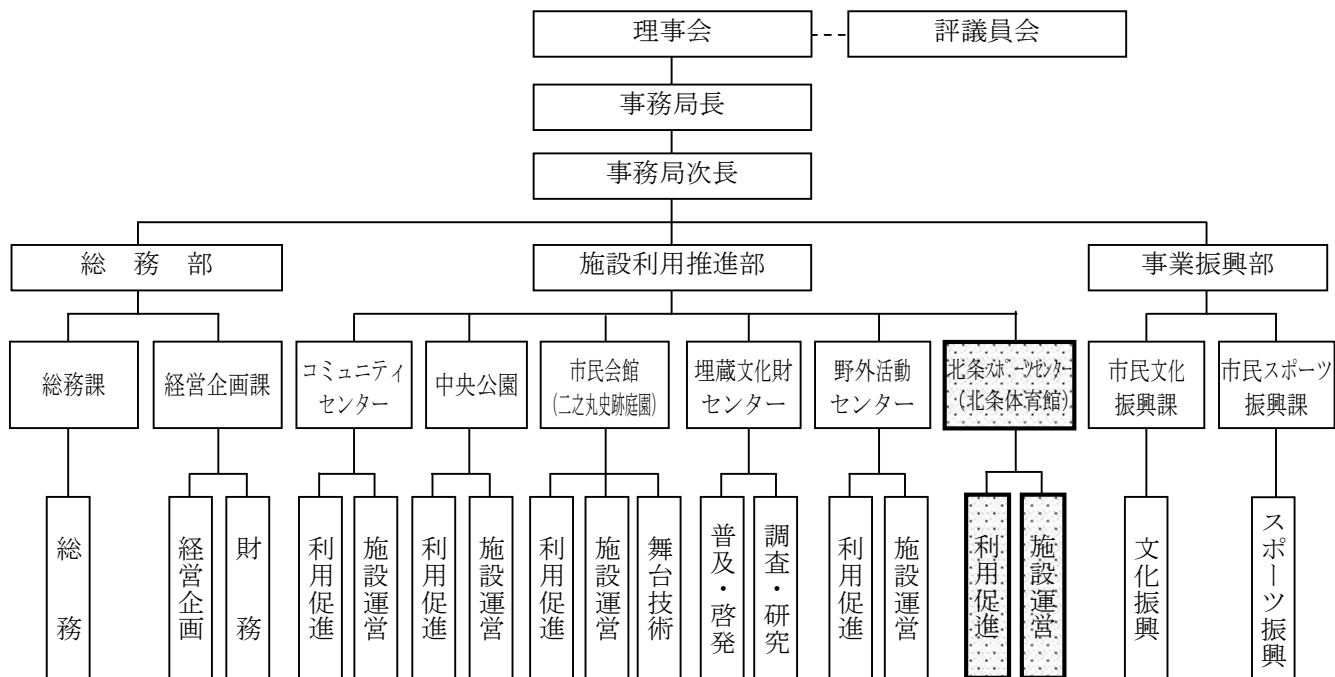 理事会
評議員会
事務局長
事務局次長
総務部
施設利用推進部
事業振興部
総務課
経営企画課
コミュニティ
センター
中央公園
市民会館
(二之丸史跡庭園)
埋蔵文化財
センター
野外活動
センター
北条スポーツセンター
(北条体育館)
市民文化
振興課
市民スポーツ
振興課
総務
経営企画
財務
利用促進
施設運営
利用促進
施設運営
利用促進
施設運営
舞台技術
普及・啓発
調査・研究
利用促進
施設運営
利用促進
施設運営
文化振興
スポーツ振興